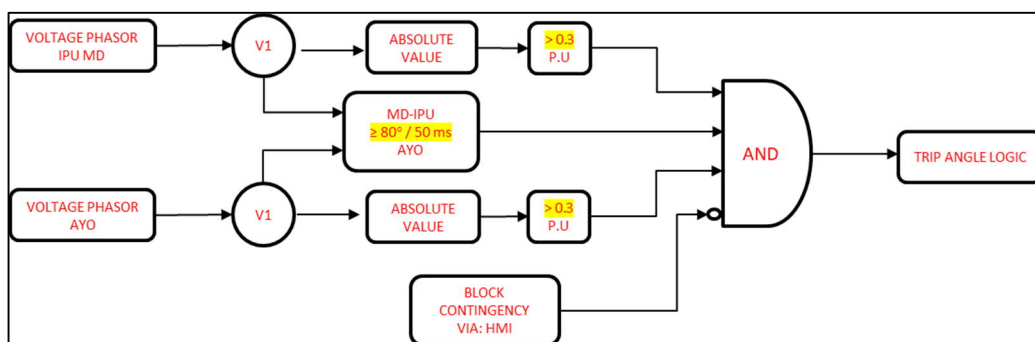 VOLTAGE PHASOR
IPU MD
V1
ABSOLUTE
VALUE
> 0.3
P.U
MD-IPU
≥ 80° / 50 ms
AYO
AND
TRIP ANGLE LOGIC
VOLTAGE PHASOR
AYO
V1
ABSOLUTE
VALUE
> 0.3
P.U
BLOCK
CONTINGENCY
VIA: HMI